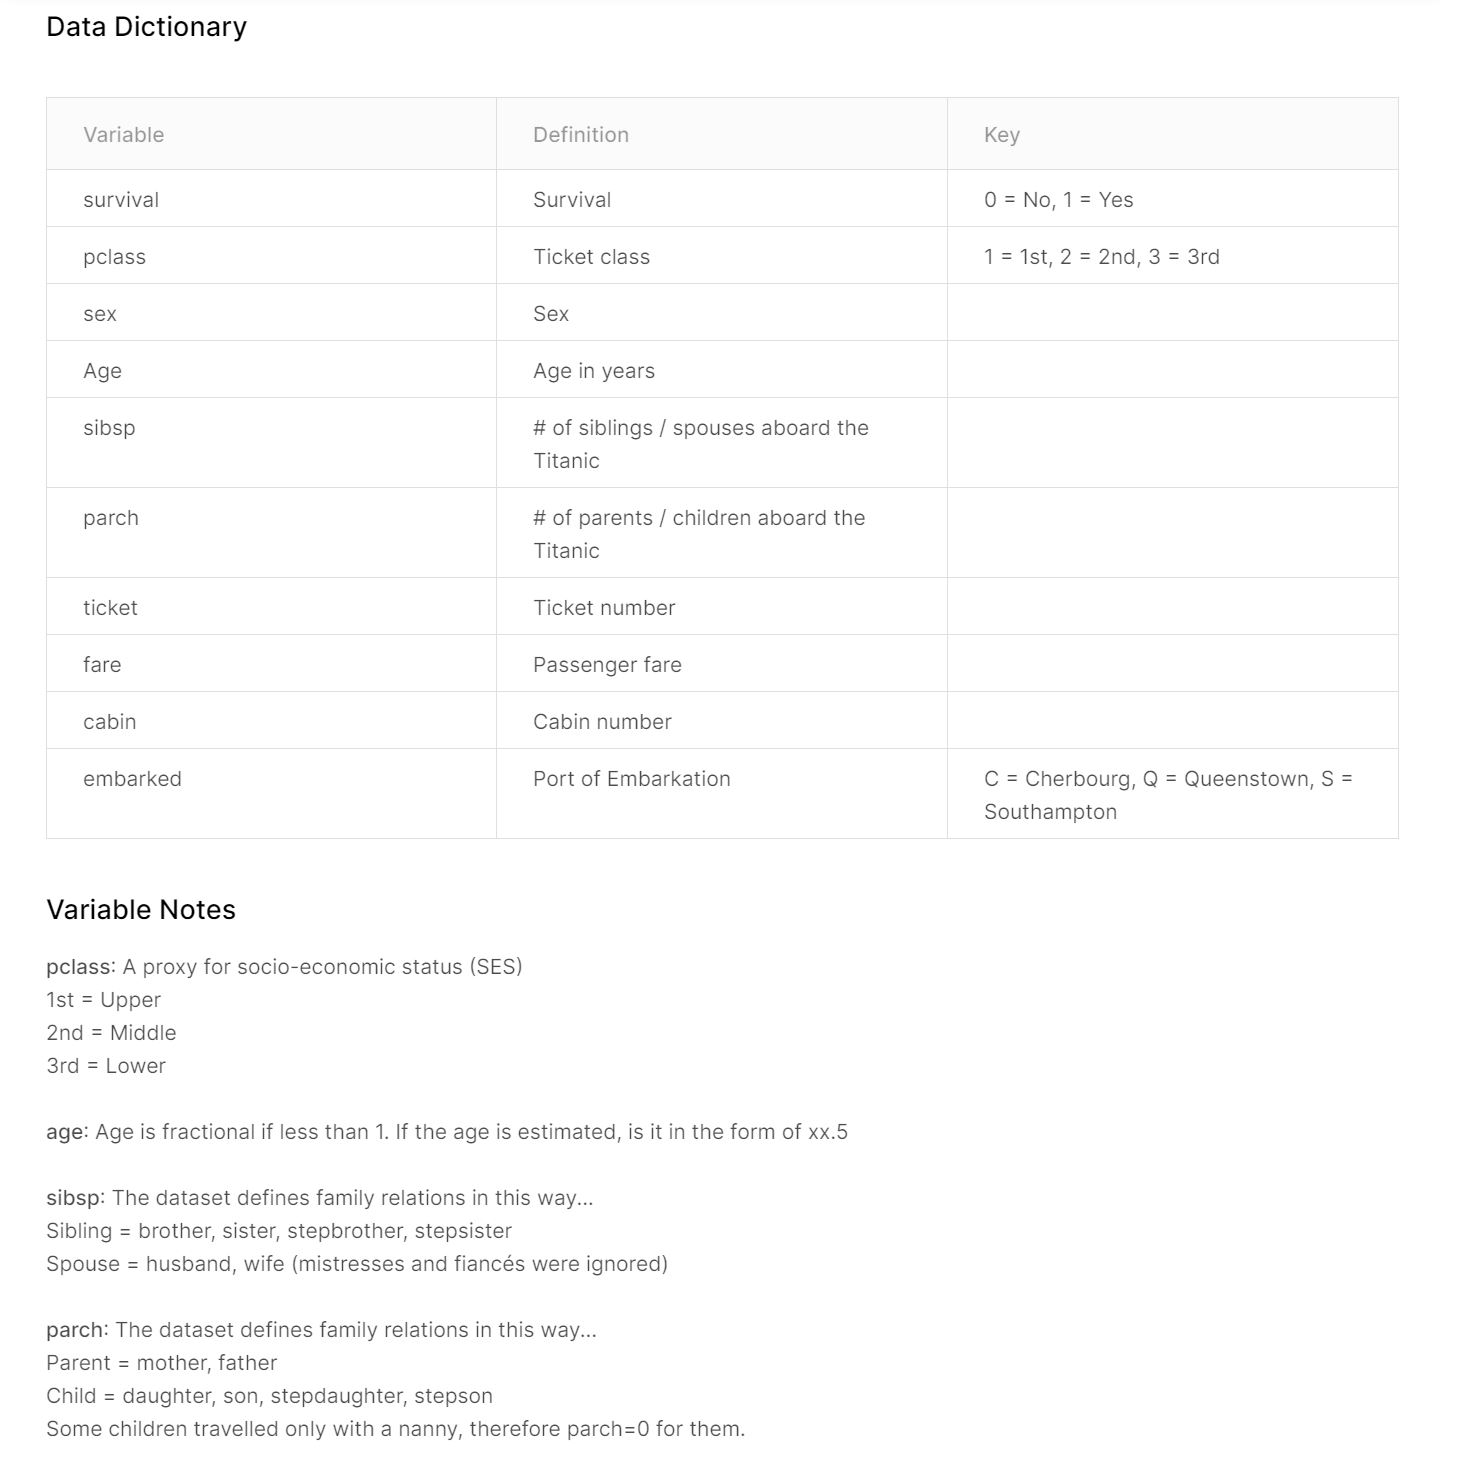 Data Dictionary
Variable Definition Key
survival Survival 0 = No, 1 = Yes
pclass Ticket class 1 = 1st, 2 = 2nd, 3 = 3rd
sex Sex
Age Age in years
sibsp # of siblings / spouses aboard the
Titanic
parch # of parents / children aboard the
Titanic
ticket Ticket number
fare Passenger fare
cabin Cabin number
embarked Port of Embarkation C = Cherbourg, Q = Queenstown, S =
Southampton
Variable Notes
pclass: A proxy for socio-economic status (SES)
1st = Upper
2nd = Middle
3rd = Lower
age: Age is fractional if less than 1. If the age is estimated, is it in the form of xx.5
sibsp: The dataset defines family relations in this way...
Sibling = brother, sister, stepbrother, stepsister
Spouse = husband, wife (mistresses and fiancés were ignored)
parch: The dataset defines family relations in this way...
Parent = mother, father
Child = daughter, son, stepdaughter, stepson
Some children travelled only with a nanny, therefore parch=0 for them.